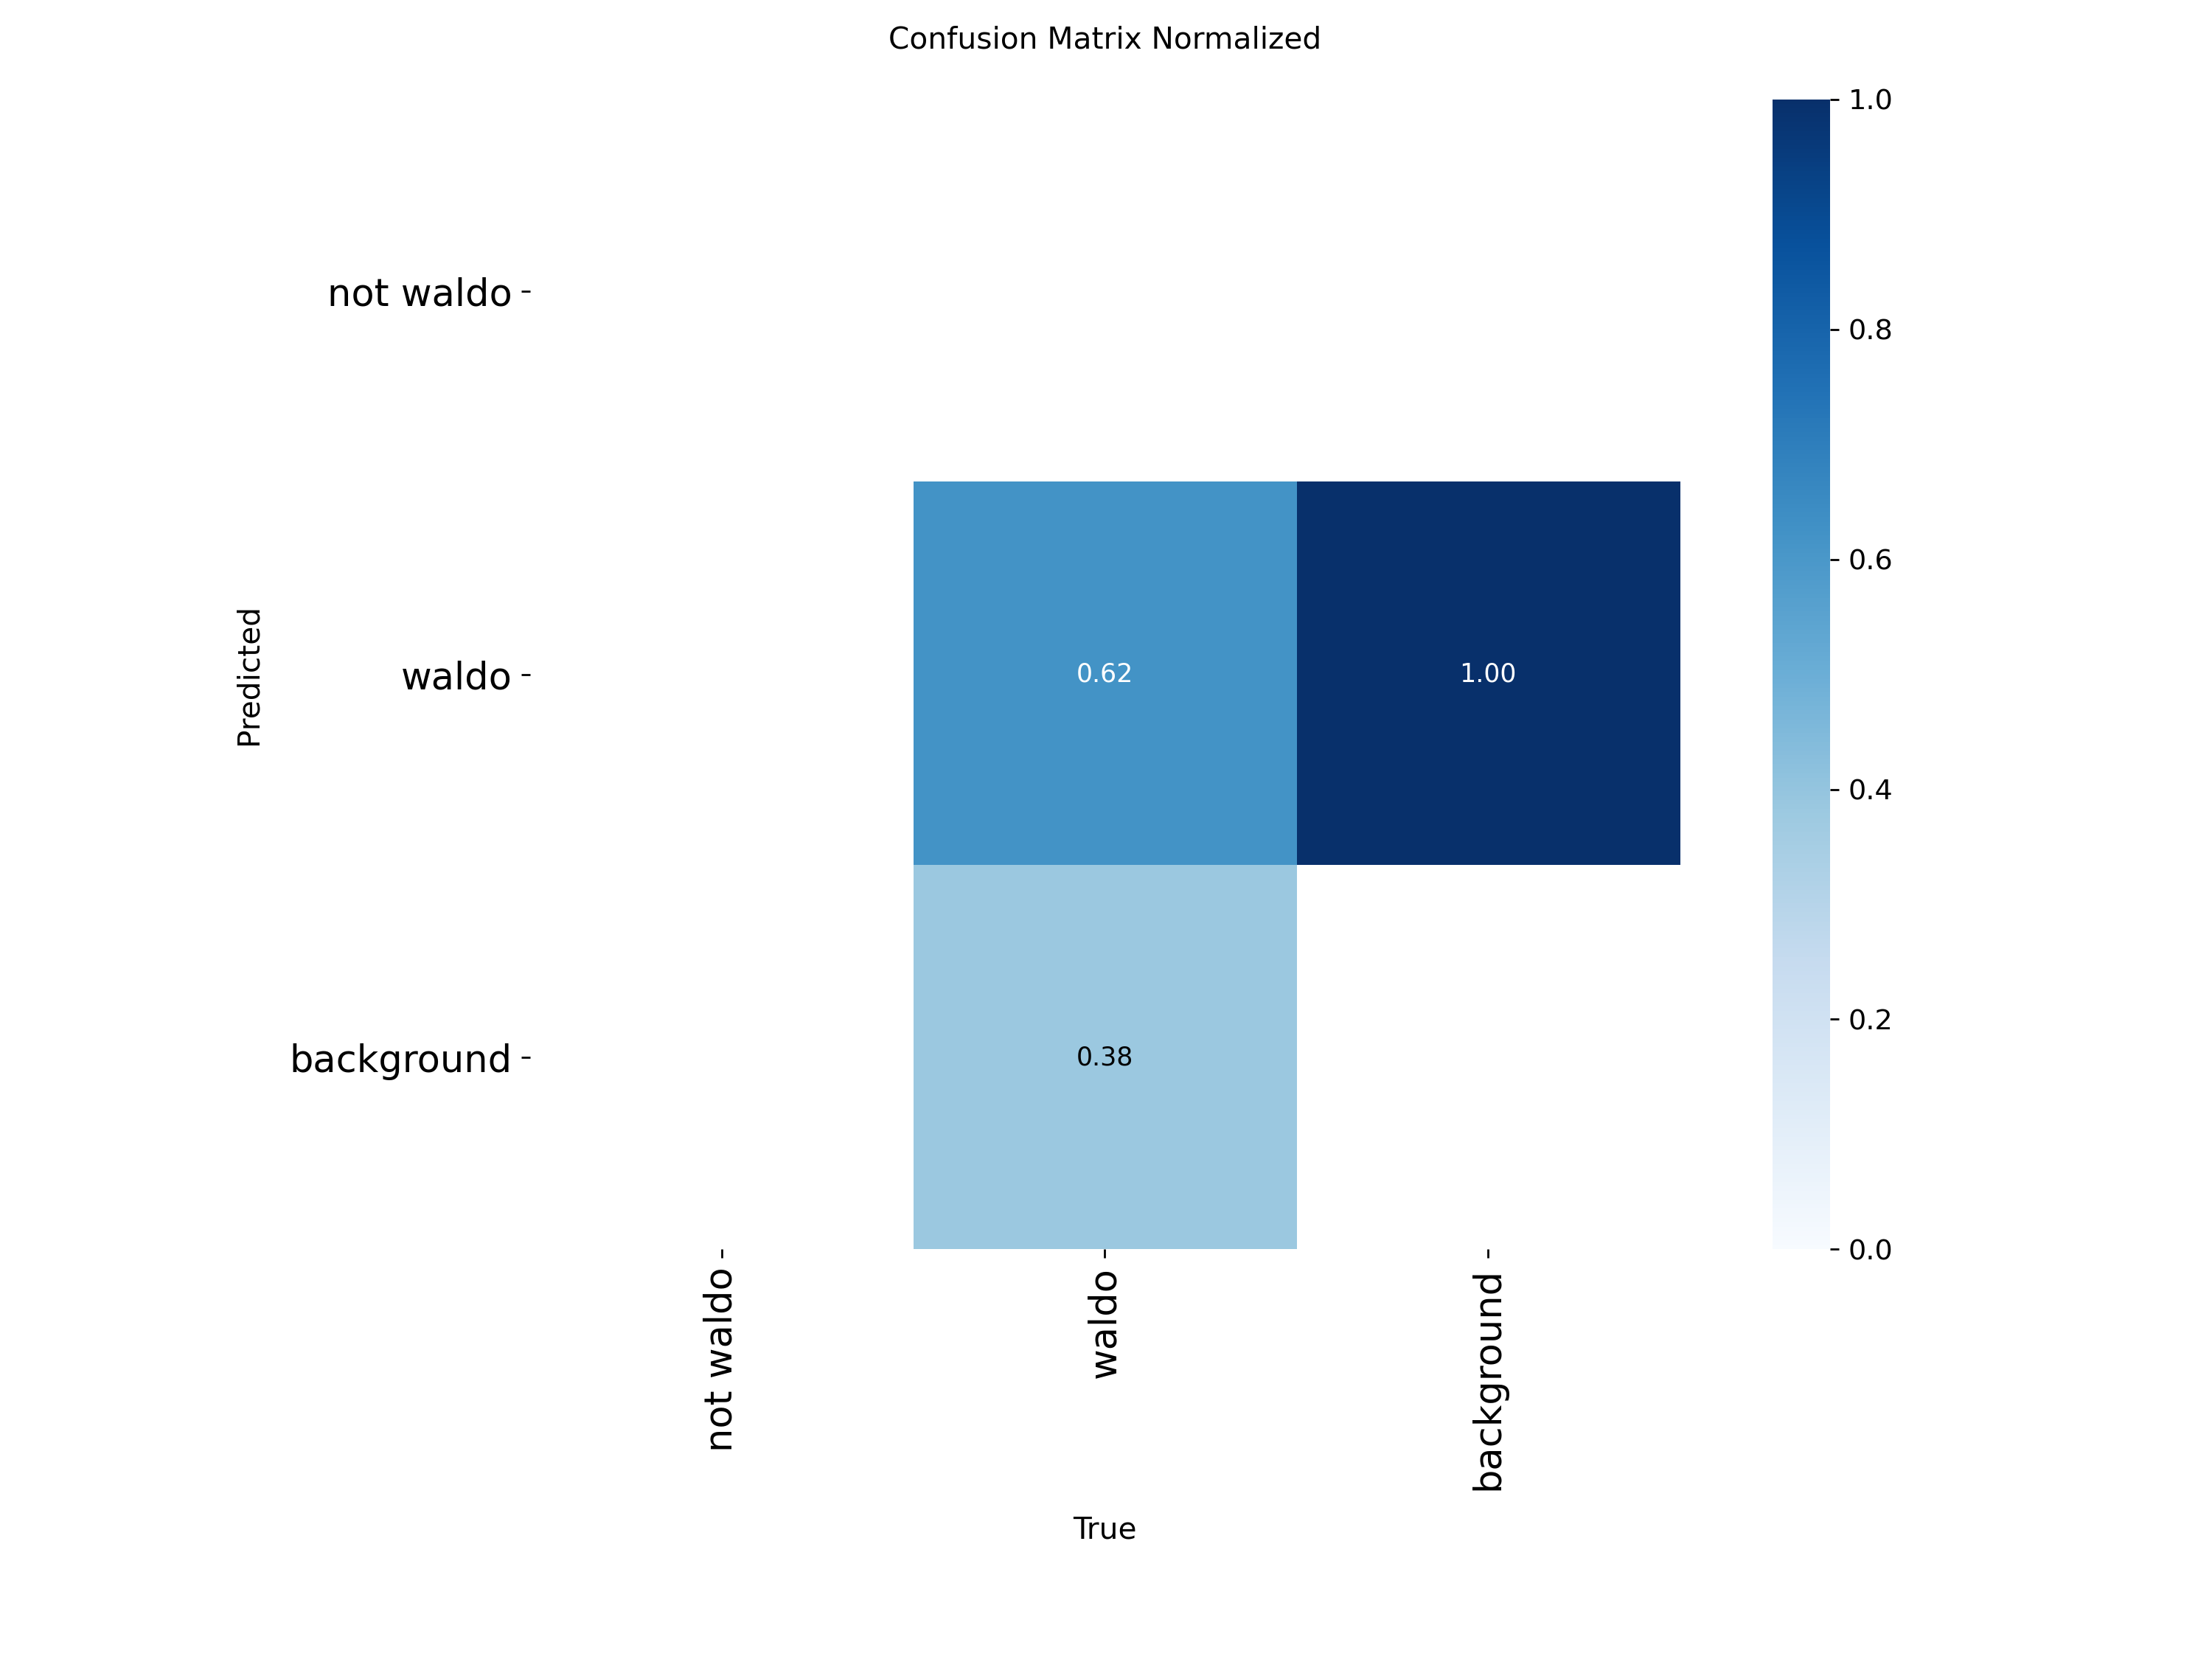 Confusion Matrix Normalized
not waldo
waldo
background
Predicted
0.62
1.00
0.38
not waldo
waldo
background
True
1.0
0.8
0.6
0.4
0.2
0.0